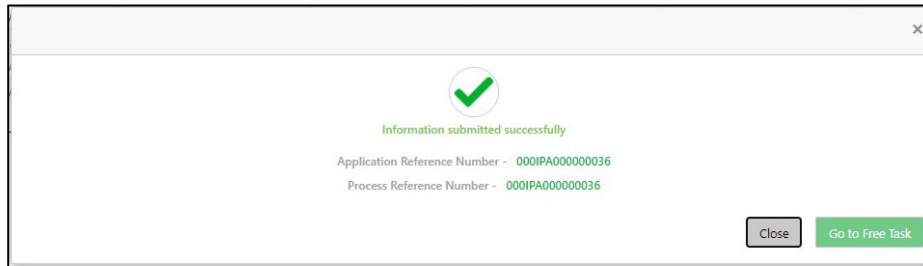 ×
Information submitted successfully
Application Reference Number - 000IPA000000036
Process Reference Number - 000IPA000000036
Close Go to Free Task